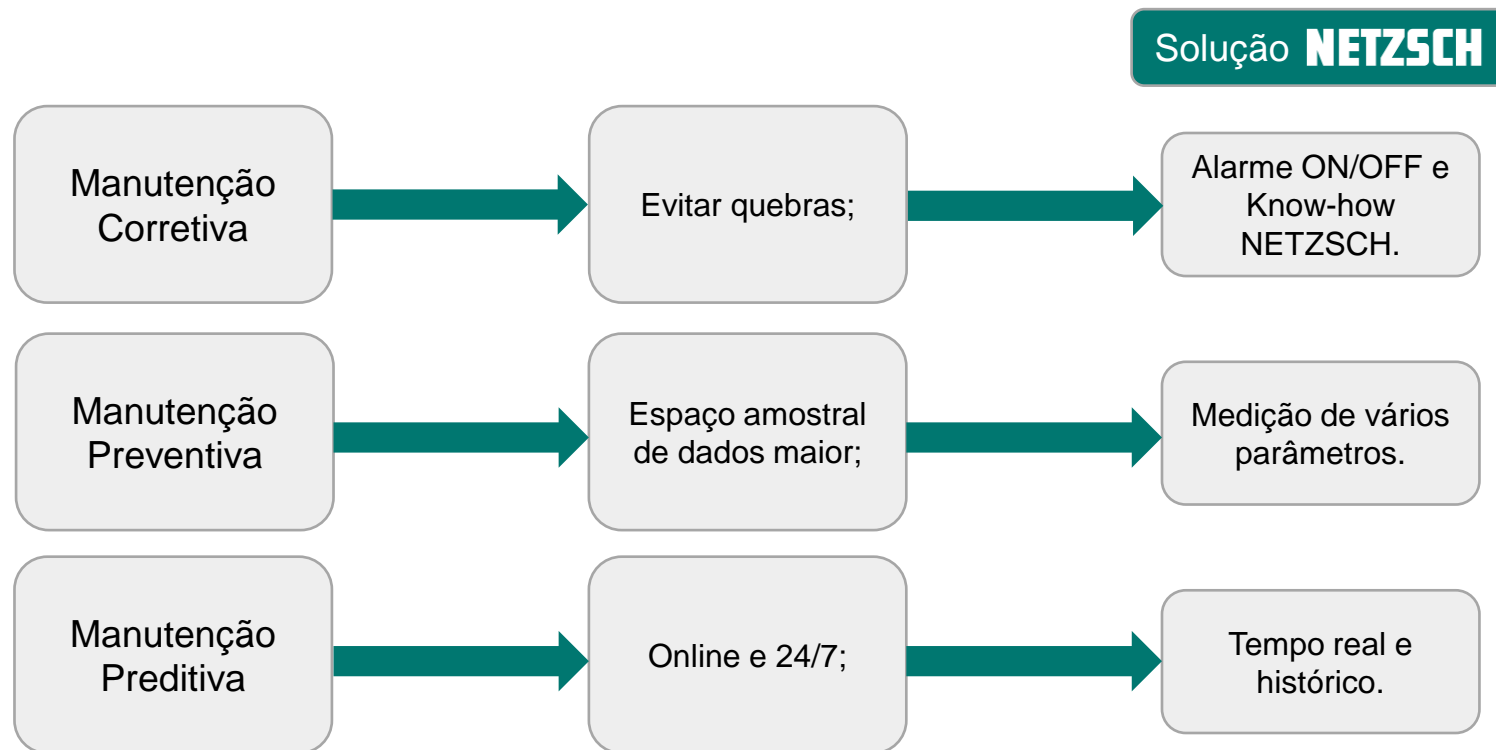 Solução NETZSCH
Manutenção
Corretiva
Evitar quebras;
Alarme ON/OFF e
Know-how
NETZSCH.
Manutenção
Preventiva
Espaço amostral
de dados maior;
Medição de vários
parâmetros.
Manutenção
Preditiva
Online e 24/7;
Tempo real e
histórico.